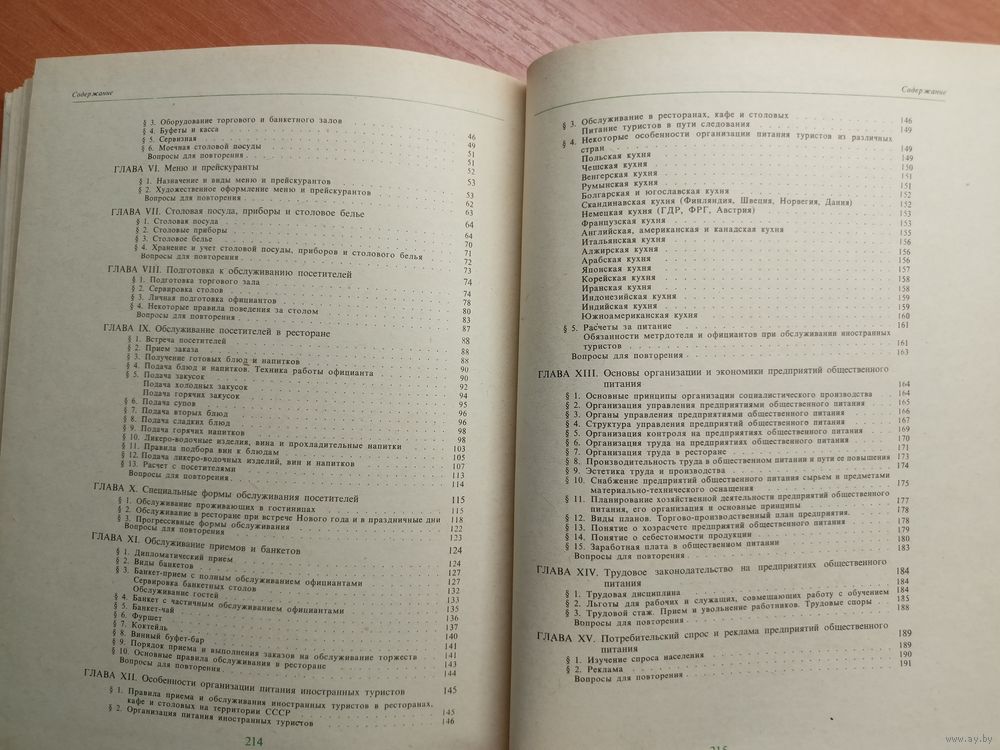 Содержание
§ 3. Оборудование торгового и банкетного залов 46
§ 4. Буфеты и касса 49
§ 5. Сервизная 51
§ 6. Моечная столовой посуды 51
Вопросы для повторения 52
ГЛАВА VI. Меню и прейскуранты 53
§ 1. Назначение и виды меню и прейскурантов 53
§ 2. Художественное оформление меню и прейскурантов 62
Вопросы для повторения 63
ГЛАВА VII. Столовая посуда, приборы и столовое белье 64
§ 1. Столовая посуда 64
§ 2. Столовые приборы 70
§ 3. Столовое белье 71
§ 4. Хранение и учет столовой посуды, приборов и столового белья 72
Вопросы для повторения 73
ГЛАВА VIII. Подготовка к обслуживанию посетителей 74
§ 1. Подготовка торгового зала 74
§ 2. Сервировка столов 78
§ 3. Личная подготовка официантов 80
§ 4. Некоторые правила поведения за столом 83
Вопросы для повторения 87
ГЛАВА IX. Обслуживание посетителей в ресторане 88
§ 1. Встреча посетителей 88
§ 2. Прием заказа 88
§ 3. Получение готовых блюд и напитков 90
§ 4. Подача блюд и напитков. Техника работы официанта 90
§ 5. Подача закусок 92
Подача холодных закусок 94
Подача горячих закусок 95
§ 6. Подача супов 96
§ 7. Подача вторых блюд 96
§ 8. Подача сладких блюд 98
§ 9. Подача горячих напитков 98
§ 10. Ликеро-водочные изделия, вина и прохладительные напитки 103
§ 11. Правила подбора вин к блюдам 105
§ 12. Подача ликеро-водочных изделий, вин и напитков 107
§ 13. Расчет с посетителями 113
Вопросы для повторения 114
ГЛАВА X. Специальные формы обслуживания посетителей 115
§ 1. Обслуживание проживающих в гостиницах 115
§ 2. Обслуживание в ресторане при встрече Нового года и в праздничные дни 118
§ 3. Прогрессивные формы обслуживания 122
Вопросы для повторения 123
ГЛАВА XI. Обслуживание приемов и банкетов 124
§ 1. Дипломатический прием 124
§ 2. Виды банкетов 127
§ 3. Банкет-прием с полным обслуживанием официантами 127
Сервировка банкетных столов 132
Обслуживание гостей 133
§ 4. Банкет с частичным обслуживанием официантами 135
§ 5. Банкет-чай 136
§ 6. Фуршет 137
§ 7. Коктейль 140
§ 8. Винный буфет-бар 141
§ 9. Порядок приема и выполнения заказов на обслуживание торжеств 141
§ 10. Основные правила обслуживания в ресторане 143
Вопросы для повторения 144
ГЛАВА XII. Особенности организации питания иностранных туристов 145
§ 1. Правила приема и обслуживания иностранных туристов в ресторанах,
кафе и столовых на территории СССР 145
§ 2. Организация питания иностранных туристов 146
214
Содержание
§ 3. Обслуживание в ресторанах, кафе и столовых 146
Питание туристов в пути следования 149
§ 4. Некоторые особенности организации питания туристов из различных
стран 149
Польская кухня 149
Чешская кухня 150
Венгерская кухня 151
Румынская кухня 151
Болгарская и югославская кухня 152
Скандинавская кухня (Финляндия, Швеция, Норвегия, Дания) 152
Немецкая кухня (ГДР, ФРГ, Австрия) 153
Французская кухня 153
Английская, американская и канадская кухня 155
Итальянская кухня 156
Алжирская кухня 156
Арабская кухня 156
Японская кухня 157
Корейская кухня 158
Иранская кухня 158
Индонезийская кухня 159
Индийская кухня 159
Южноамериканская кухня 160
§ 5. Расчеты за питание 161
Обязанности метрдотеля и официантов при обслуживании иностранных
туристов 161
Вопросы для повторения 163
ГЛАВА XIII. Основы организации и экономики предприятий общественного
питания 164
§ 1. Основные принципы организации социалистического производства 164
§ 2. Организация управления предприятиями общественного питания 165
§ 3. Органы управления предприятиями общественного питания 166
§ 4. Структура управления предприятий общественного питания 167
§ 5. Организация контроля на предприятиях общественного питания 169
§ 6. Организация труда на предприятиях общественного питания 170
§ 7. Организация труда в ресторане 171
§ 8. Производительность труда в общественном питании и пути ее повышения 173
§ 9. Эстетика труда и производства 174
§ 10. Снабжение предприятий общественного питания сырьем и предметами
материально-технического оснащения 175
§ 11. Планирование хозяйственной деятельности предприятий общественного
питания, его организация и основные принципы 177
§ 12. Виды планов. Торгово-производственный план предприятия. 178
§ 13. Понятие о хозрасчете предприятий общественного питания 178
§ 14. Понятие о себестоимости продукции 179
§ 15. Заработная плата в общественном питании 180
Вопросы для повторения 183
ГЛАВА XIV. Трудовое законодательство на предприятиях общественного
питания 184
§ 1. Трудовая дисциплина 184
§ 2. Льготы для рабочих и служащих, совмещающих работу с обучением 184
§ 3. Трудовой стаж. Прием и увольнение работников. Трудовые споры 185
Вопросы для повторения 188
ГЛАВА XV. Потребительский спрос и реклама предприятий общественного
питания 189
§ 1. Изучение спроса населения 189
§ 2. Реклама 190
Вопросы для повторения 191
215
www.ay.by